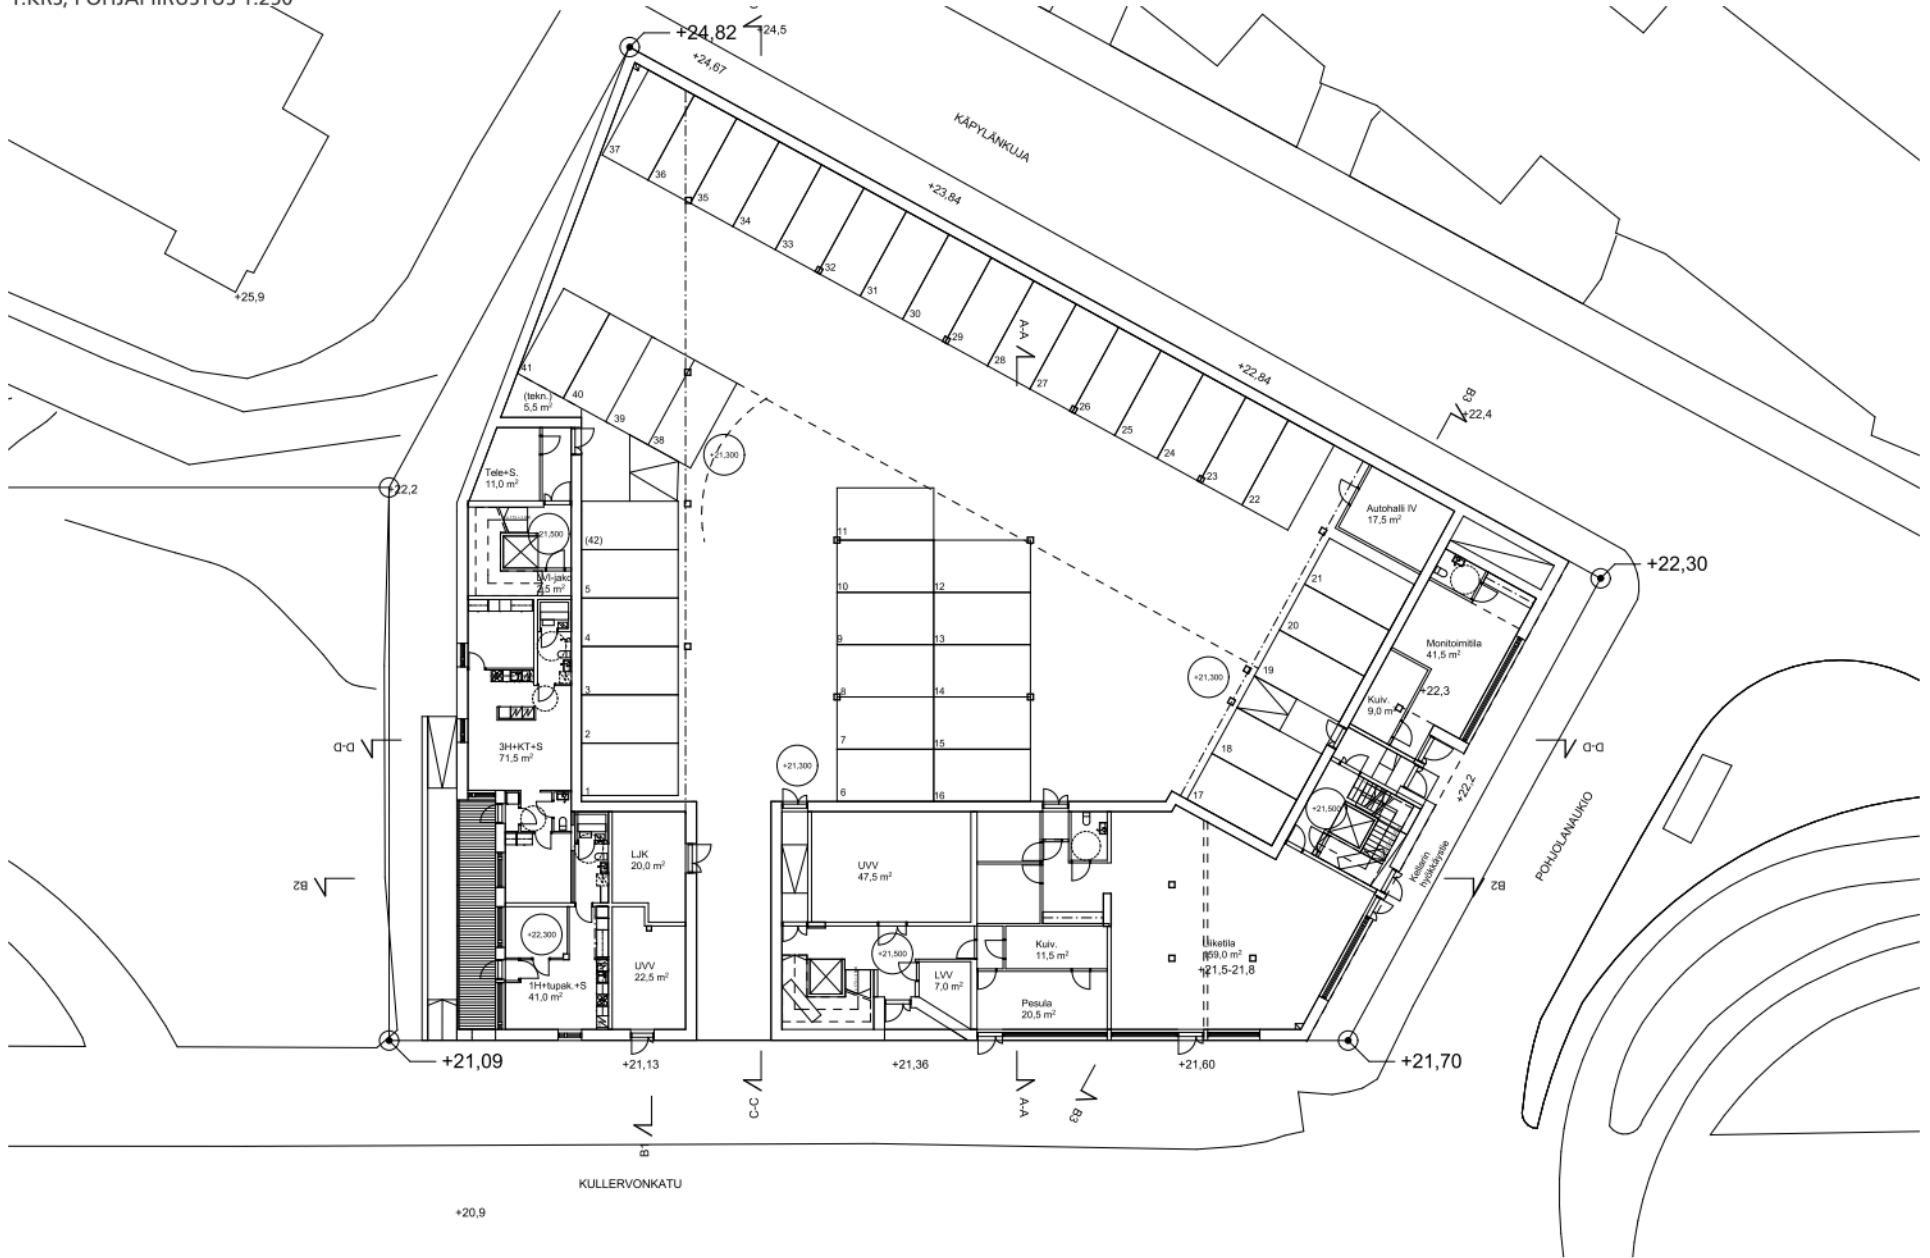 +24,82
+24,5
+24,67
KÄPYLÄNKUJA
+23,84
37
36
35
34
33
32
31
30
29
28
27
26
25
24
23
22
A-A
+22,84
B3
+22,4
+25,9
41
40
39
38
(tekn.)
5,5 m²
+21,300
Tele+S.
11,0 m²
+22,2
Autohalli IV
17,5 m²
+22,30
(42)
5
4
3
2
1
11
10
9
8
7
6
12
13
14
15
16
21
20
19
18
17
Monitoimitila
41,5 m²
+22,3
Kuiv.
9,0 m²
+21,300
+21,300
3H+KT+S
71,5 m²
D-D
D-D
+22,2
POHJOLANAUKIO
+21,500
Kellarin
hyökkäystie
B2
B2
LJK
20,0 m²
UVV
47,5 m²
+22,300
UVV
22,5 m²
1H+tupak.+S
41,0 m²
+21,500
LVV
7,0 m²
Kuiv.
11,5 m²
Pesula
20,5 m²
+21,5-21,8
+21,09
+21,13
+21,36
+21,60
+21,70
C-C
A-A
B3
B1
KULLERVONKATU
+20,9